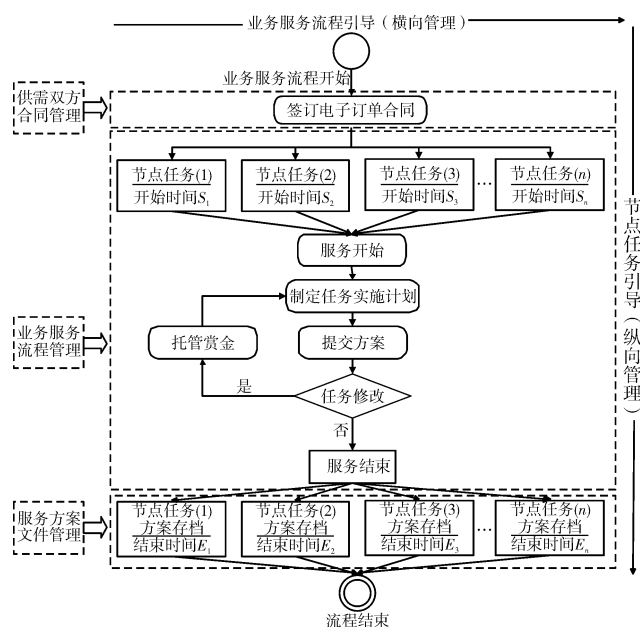 业务服务流程引导(横向管理)
业务服务流程开始
供需双方
合同管理
签订电子订单合同
节点任务(1)
开始时间S₁
节点任务(2)
开始时间S₂
节点任务(3)
开始时间S₃
…
节点任务(n)
开始时间Sₙ
服务开始
制定任务实施计划
业务服务
流程管理
托管赏金
提交方案
是
任务修改
否
服务结束
服务方案
文件管理
节点任务(1)
方案存档
结束时间E₁
节点任务(2)
方案存档
结束时间E₂
节点任务(3)
方案存档
结束时间E₃
…
节点任务(n)
方案存档
结束时间Eₙ
流程结束
节点任务引导(纵向管理)